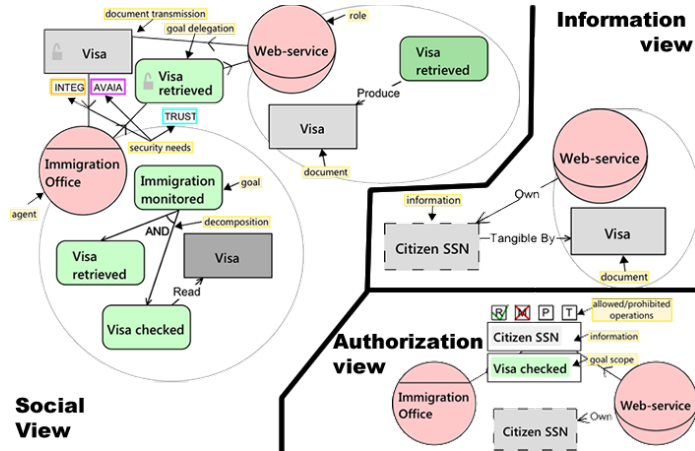 document transmission
goal delegation
role
Visa
Web-service
Visa
retrieved
Visa
retrieved
INTEG
AVAIA
TRUST
Produce
Visa
security needs
document
Immigration
Office
agent
Immigration
monitored
goal
AND
decomposition
Visa
retrieved
Visa
Read
Visa checked
Social
View
Information
view
Web-service
information
Own
Citizen SSN
Tangible By
Visa
document
Authorization
view
R
M
P
T
allowed/prohibited
operations
Citizen SSN
information
Visa checked
goal scope
Immigration
Office
Web-service
Own
Citizen SSN